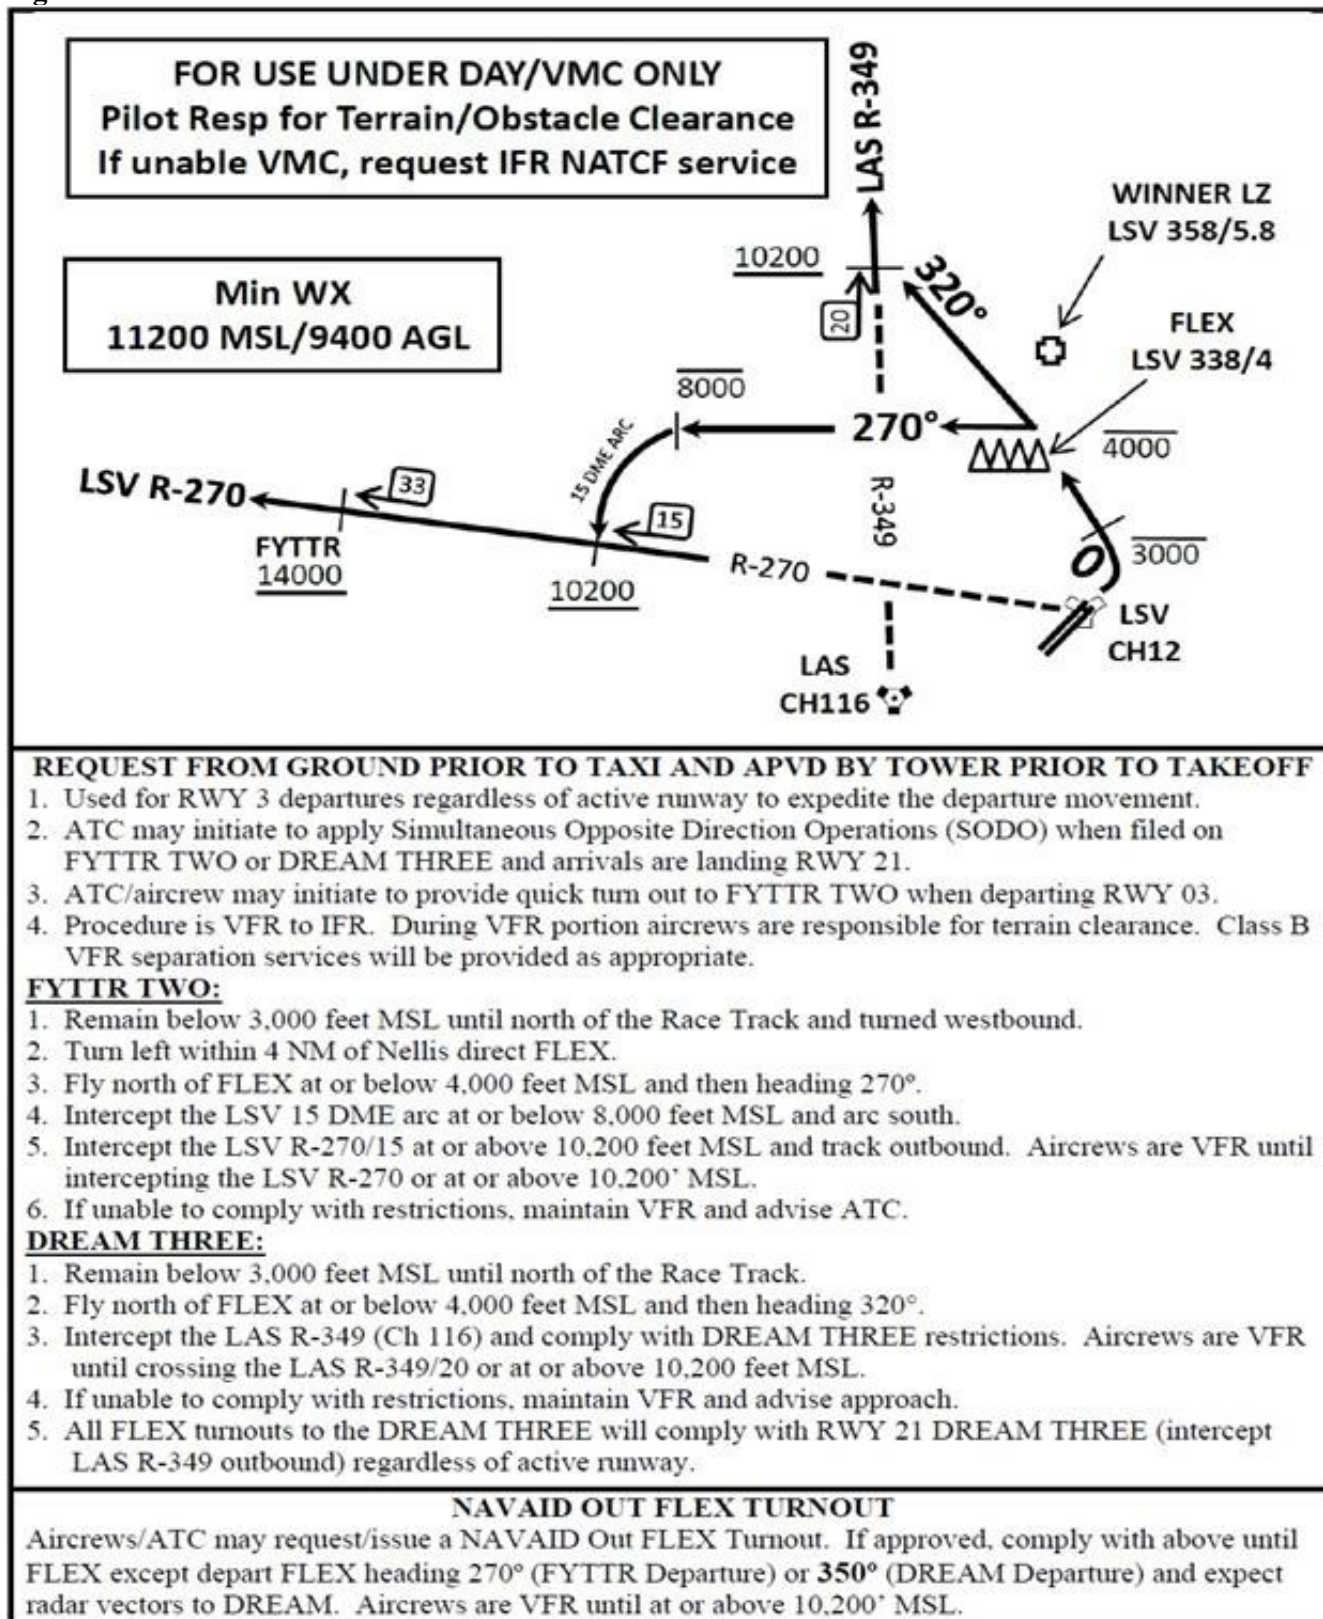 FOR USE UNDER DAY/VMC ONLY
Pilot Resp for Terrain/Obstacle Clearance
If unable VMC, request IFR NATCF service
LAS R-349
WINNER LZ
LSV 358/5.8
10200
320°
20
Min WX
11200 MSL/9400 AGL
FLEX
LSV 338/4
8000
270°
4000
15 DME ARC
LSV R-270
33
15
R-349
FYTTR
14000
R-270
10200
3000
LSV
CH12
LAS
CH116
REQUEST FROM GROUND PRIOR TO TAXI AND APVD BY TOWER PRIOR TO TAKEOFF
1. Used for RWY 3 departures regardless of active runway to expedite the departure movement.
2. ATC may initiate to apply Simultaneous Opposite Direction Operations (SODO) when filed on
FYTTR TWO or DREAM THREE and arrivals are landing RWY 21.
3. ATC/aircrew may initiate to provide quick turn out to FYTTR TWO when departing RWY 03.
4. Procedure is VFR to IFR. During VFR portion aircrews are responsible for terrain clearance. Class B
VFR separation services will be provided as appropriate.
FYTTR TWO:
1. Remain below 3,000 feet MSL until north of the Race Track and turned westbound.
2. Turn left within 4 NM of Nellis direct FLEX.
3. Fly north of FLEX at or below 4,000 feet MSL and then heading 270°.
4. Intercept the LSV 15 DME arc at or below 8,000 feet MSL and arc south.
5. Intercept the LSV R-270/15 at or above 10,200 feet MSL and track outbound. Aircrews are VFR until
intercepting the LSV R-270 or at or above 10,200' MSL.
6. If unable to comply with restrictions, maintain VFR and advise ATC.
DREAM THREE:
1. Remain below 3,000 feet MSL until north of the Race Track.
2. Fly north of FLEX at or below 4,000 feet MSL and then heading 320°.
3. Intercept the LAS R-349 (Ch 116) and comply with DREAM THREE restrictions. Aircrews are VFR
until crossing the LAS R-349/20 or at or above 10,200 feet MSL.
4. If unable to comply with restrictions, maintain VFR and advise approach.
5. All FLEX turnouts to the DREAM THREE will comply with RWY 21 DREAM THREE (intercept
LAS R-349 outbound) regardless of active runway.
NAVAID OUT FLEX TURNOUT
Aircrews/ATC may request/issue a NAVAID Out FLEX Turnout. If approved, comply with above until
FLEX except depart FLEX heading 270° (FYTTR Departure) or 350° (DREAM Departure) and expect
radar vectors to DREAM. Aircrews are VFR until at or above 10,200' MSL.